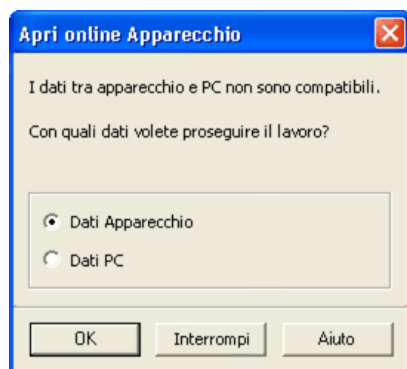 Apri online Apparecchio
I dati tra apparecchio e PC non sono compatibili.
Con quali dati volete proseguire il lavoro?
Dati Apparecchio
Dati PC
OK Interrompi Aiuto